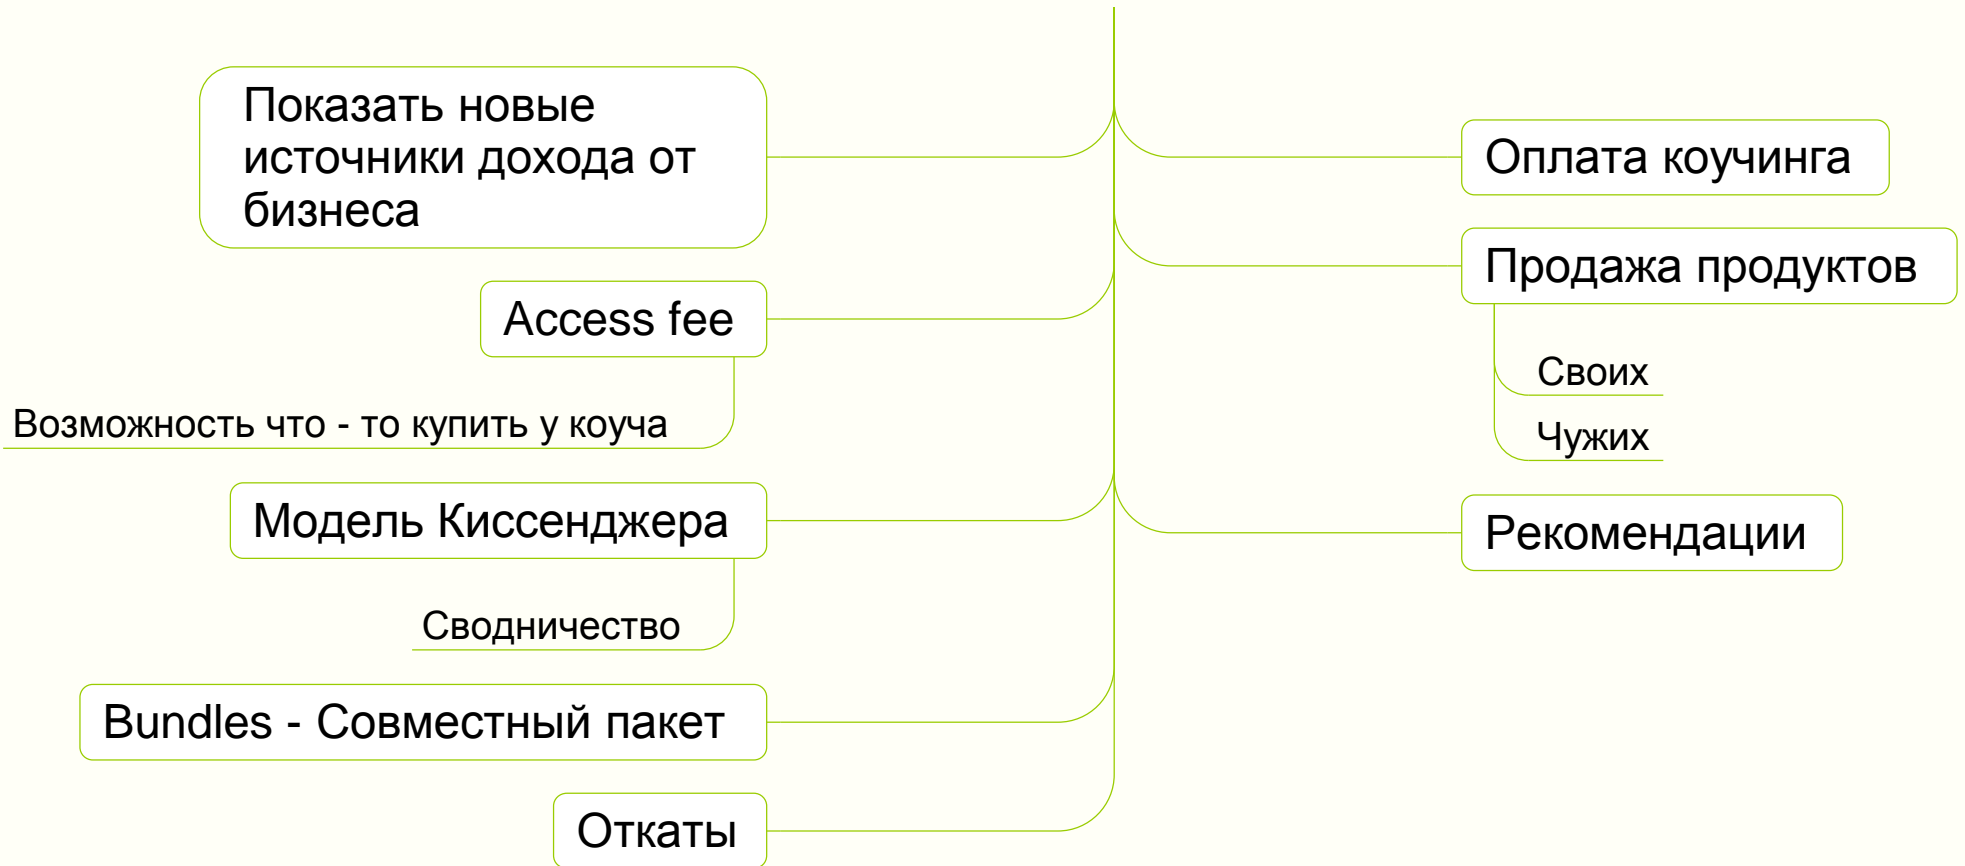 Показать новые
источники дохода от
бизнеса
Access fee
Возможность что - то купить у коуча
Модель Киссенджера
Сводничество
Bundles - Совместный пакет
Откаты
Оплата коучинга
Продажа продуктов
Своих
Чужих
Рекомендации